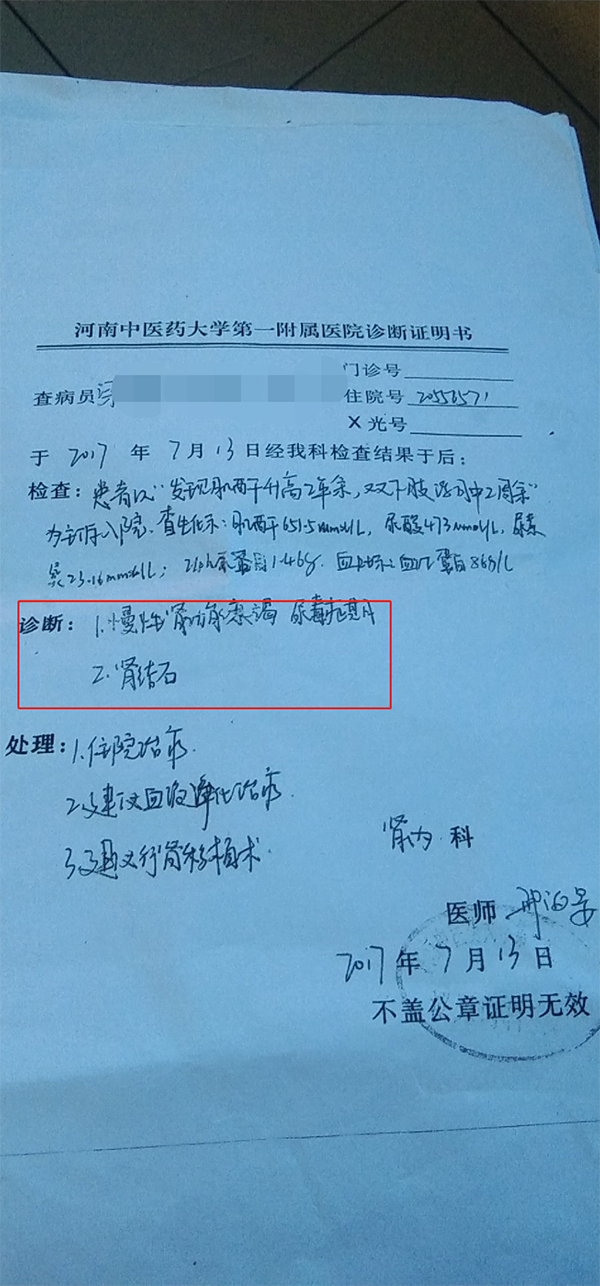 河南中医药大学第一附属医院诊断证明书
门诊号
查病员 住院号 20556571
X光号
于 2017 年 7 月 13 日经我科检查结果于后：
检查：患者以"发现肌酐升高2年余，双下肢浮肿2周余"
为主诉入院。查生化示：肌酐651.5mmol/L，尿酸473mmol/L，尿素
氮23.16mmol/L；24h尿蛋白1.46g. 血红蛋白86g/L
诊断：1.慢性肾功能衰竭 尿毒症期
2.肾结石
处理：1.住院治疗.
2.建议血液净化治疗.
3.建议行肾移植术.
肾内 科
医师
2017 年 7 月 13 日
不盖公章证明无效